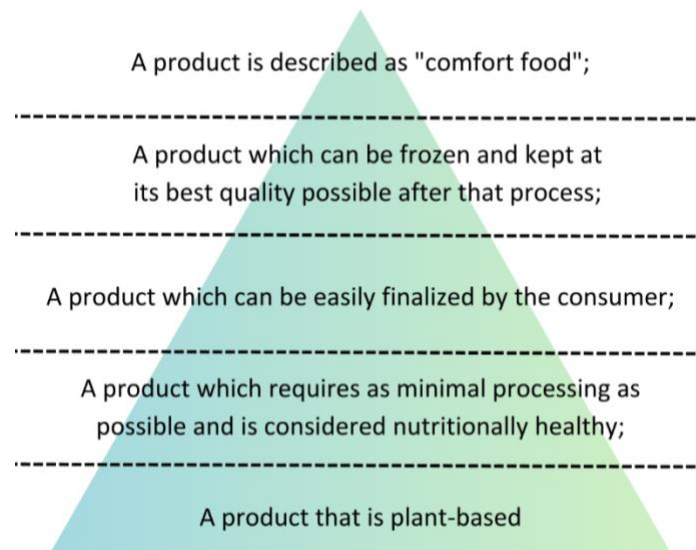 A product is described as "comfort food";
A product which can be frozen and kept at
its best quality possible after that process;
A product which can be easily finalized by the consumer;
A product which requires as minimal processing as
possible and is considered nutritionally healthy;
A product that is plant-based